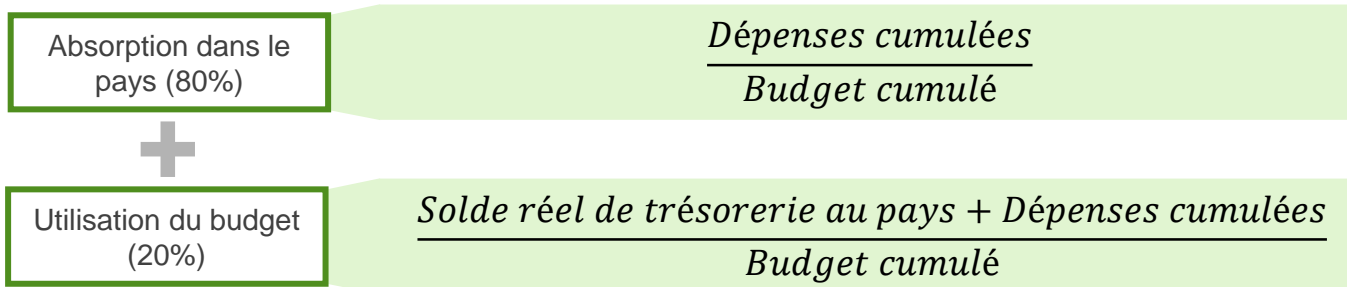 Absorption dans le
pays (80%)
Dépenses cumulées
Budget cumulé
+
Utilisation du budget
(20%)
Solde réel de trésorerie au pays + Dépenses cumulées
Budget cumulé